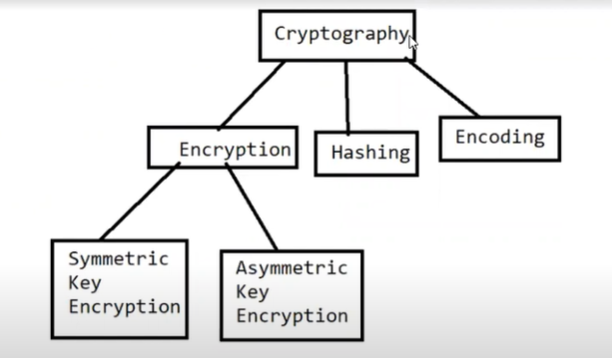 Cryptography
Encryption
Hashing
Encoding
Symmetric
Key
Encryption
Asymmetric
Key
Encryption